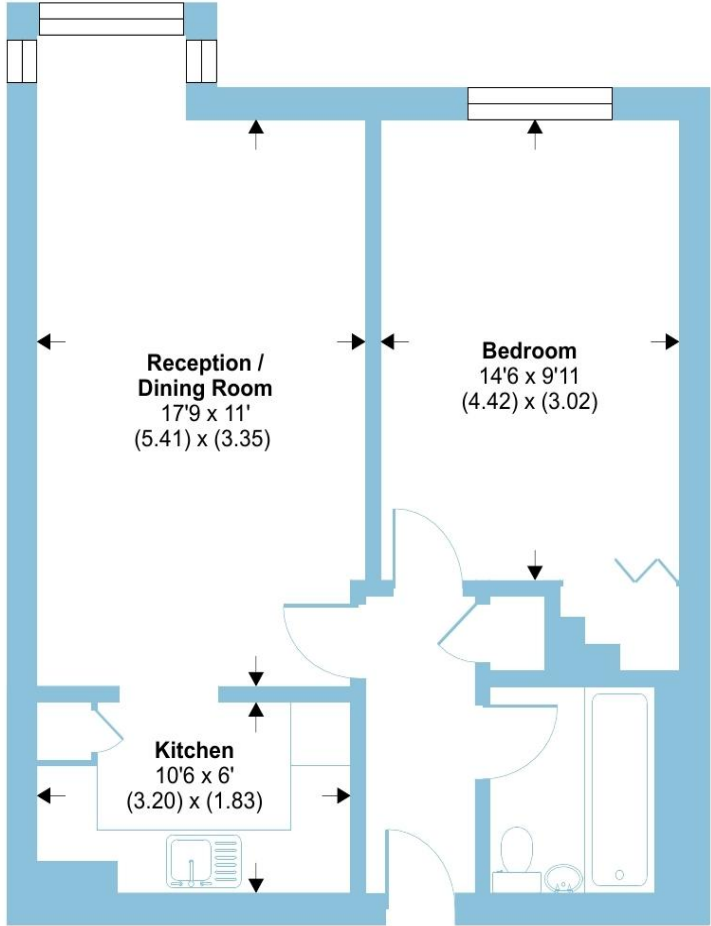 Reception /
Dining Room
17'9 x 11'
(5.41) x (3.35)
Bedroom
14'6 x 9'11
(4.42) x (3.02)
Kitchen
10'6 x 6'
(3.20) x (1.83)